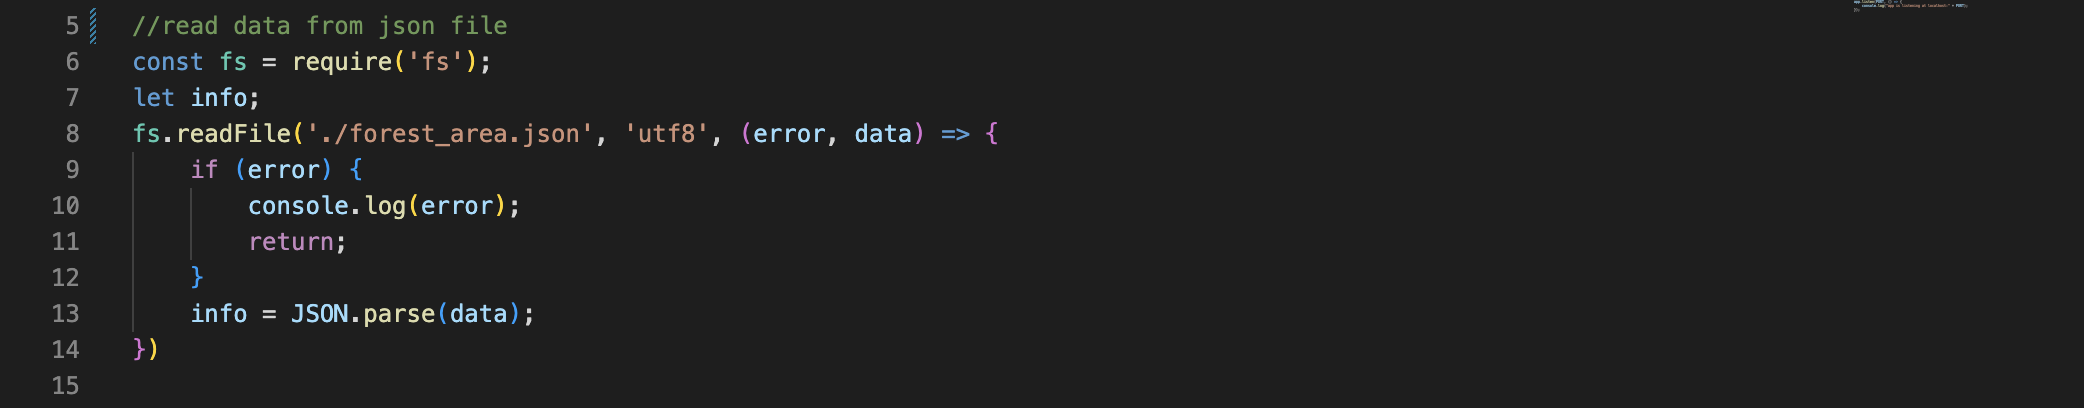 5 //read data from json file
6 const fs = require('fs');
7 let info;
8 fs.readFile('./forest_area.json', 'utf8', (error, data) => {
9 if (error) {
10 console.log(error);
11 return;
12 }
13 info = JSON.parse(data);
14 })
15